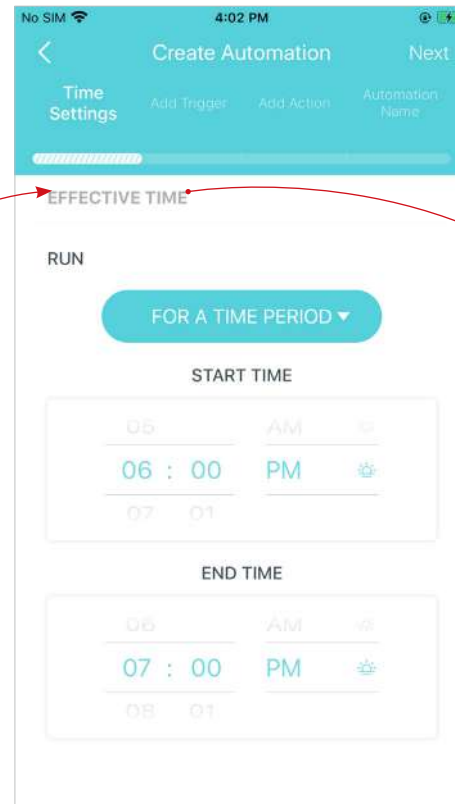 No SIM 4:02 PM
Create Automation Next
Time Settings Add Trigger Add Action Automation Name
EFFECTIVE TIME
RUN
FOR A TIME PERIOD
START TIME
05 AM
06 : 00 PM
07 01
END TIME
06 AM
07 : 00 PM
08 01